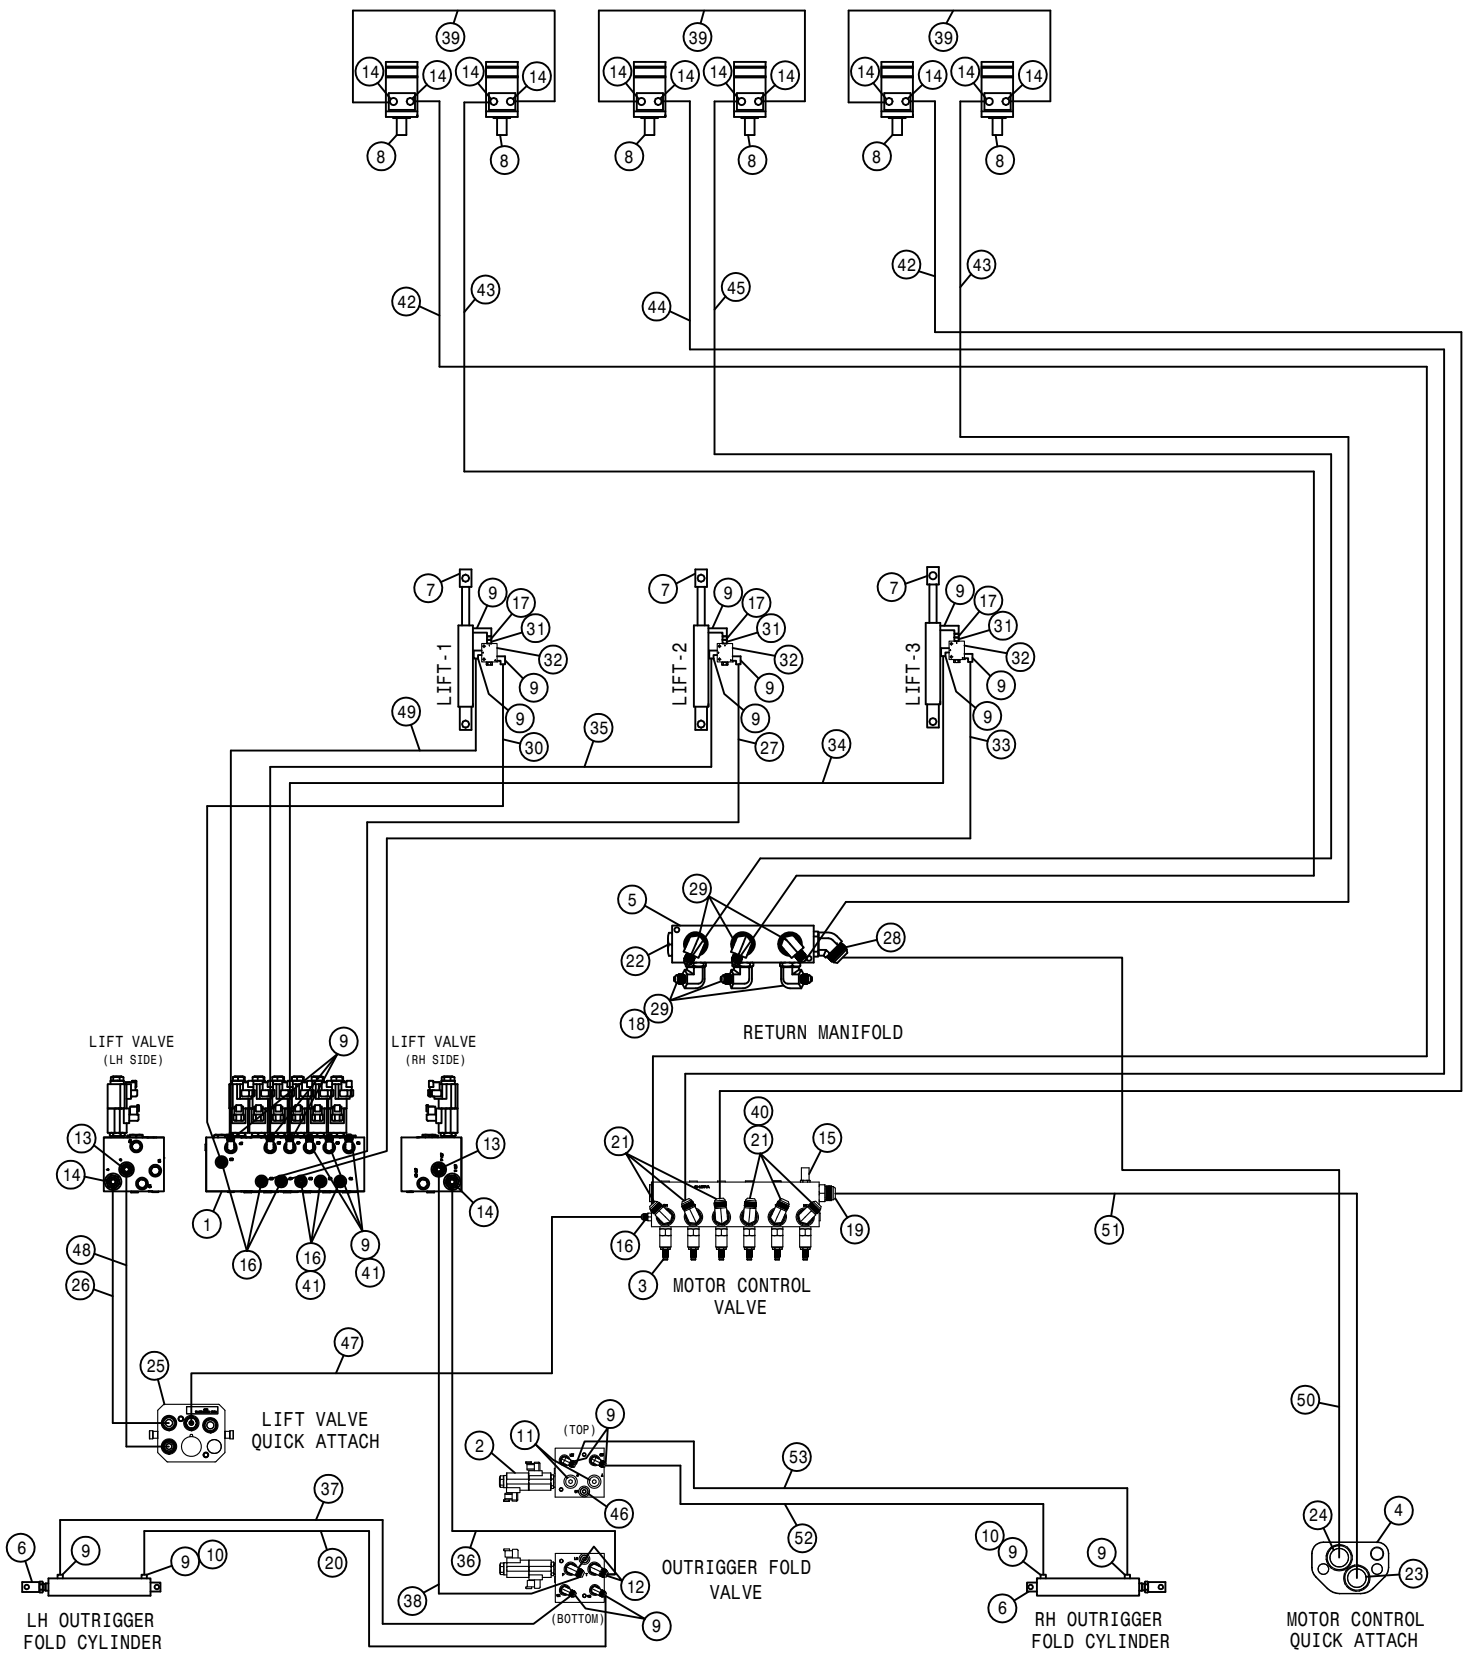 39 39 39
14 14 14 14 14 14 14 14 14 14 14 14
8 8 8 8 8 8
42 43 44 45 42 43
7 9 17 31 32 9 9
LIFT-1
7 9 17 31 32 9 9
LIFT-2
7 9 17 31 32 9 9
LIFT-3
49 30 35 27 34 33
5 29 28
22
29
18
RETURN MANIFOLD
LIFT VALVE
(LH SIDE)
9
LIFT VALVE
(RH SIDE)
13
14
13
14
1
16
16
41
9
41
40
21 21 15
16 19
3
MOTOR CONTROL
VALVE
51
48
26
47
25
LIFT VALVE
QUICK ATTACH
50
(TOP)
9
11
2
46
53
52
37
20
36
38
6 9 9 10
LH OUTRIGGER
FOLD CYLINDER
12
9
(BOTTOM)
OUTRIGGER FOLD
VALVE
10 9 9
6
RH OUTRIGGER
FOLD CYLINDER
24 4
23
MOTOR CONTROL
QUICK ATTACH